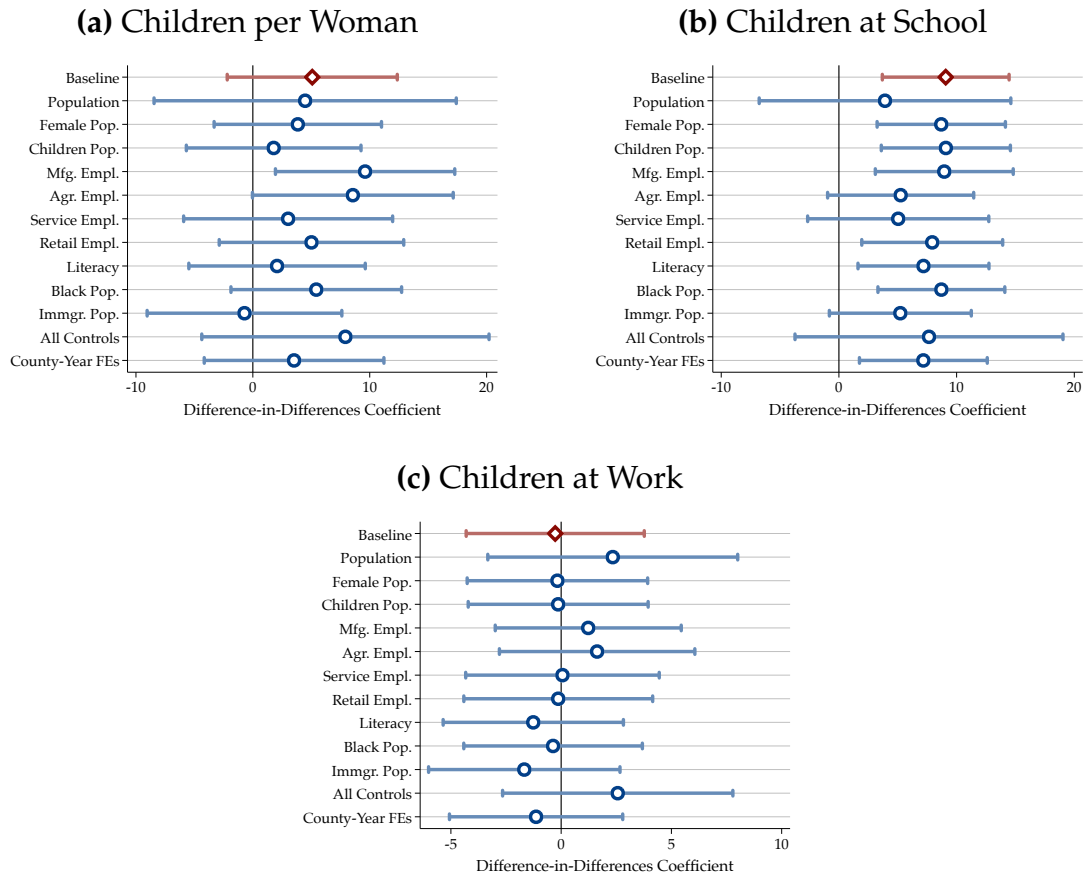 (a) Children per Woman
Baseline
Population
Female Pop.
Children Pop.
Mfg. Empl.
Agr. Empl.
Service Empl.
Retail Empl.
Literacy
Black Pop.
Immgr. Pop.
All Controls
County-Year FEs
-10 0 10 20
Difference-in-Differences Coefficient
(b) Children at School
Baseline
Population
Female Pop.
Children Pop.
Mfg. Empl.
Agr. Empl.
Service Empl.
Retail Empl.
Literacy
Black Pop.
Immgr. Pop.
All Controls
County-Year FEs
-10 0 10 20
Difference-in-Differences Coefficient
(c) Children at Work
Baseline
Population
Female Pop.
Children Pop.
Mfg. Empl.
Agr. Empl.
Service Empl.
Retail Empl.
Literacy
Black Pop.
Immgr. Pop.
All Controls
County-Year FEs
-5 0 5 10
Difference-in-Differences Coefficient